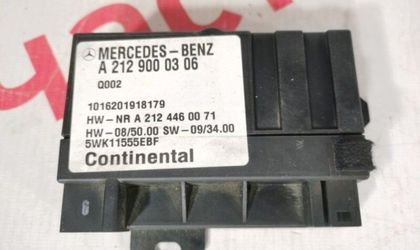 MERCEDES-BENZ
A 212 900 03 06
Q002
1016201918179
HW-NR A 212 446 00 71
HW-08/50.00 SW-09/34.00
5WK11555EBF
Continental